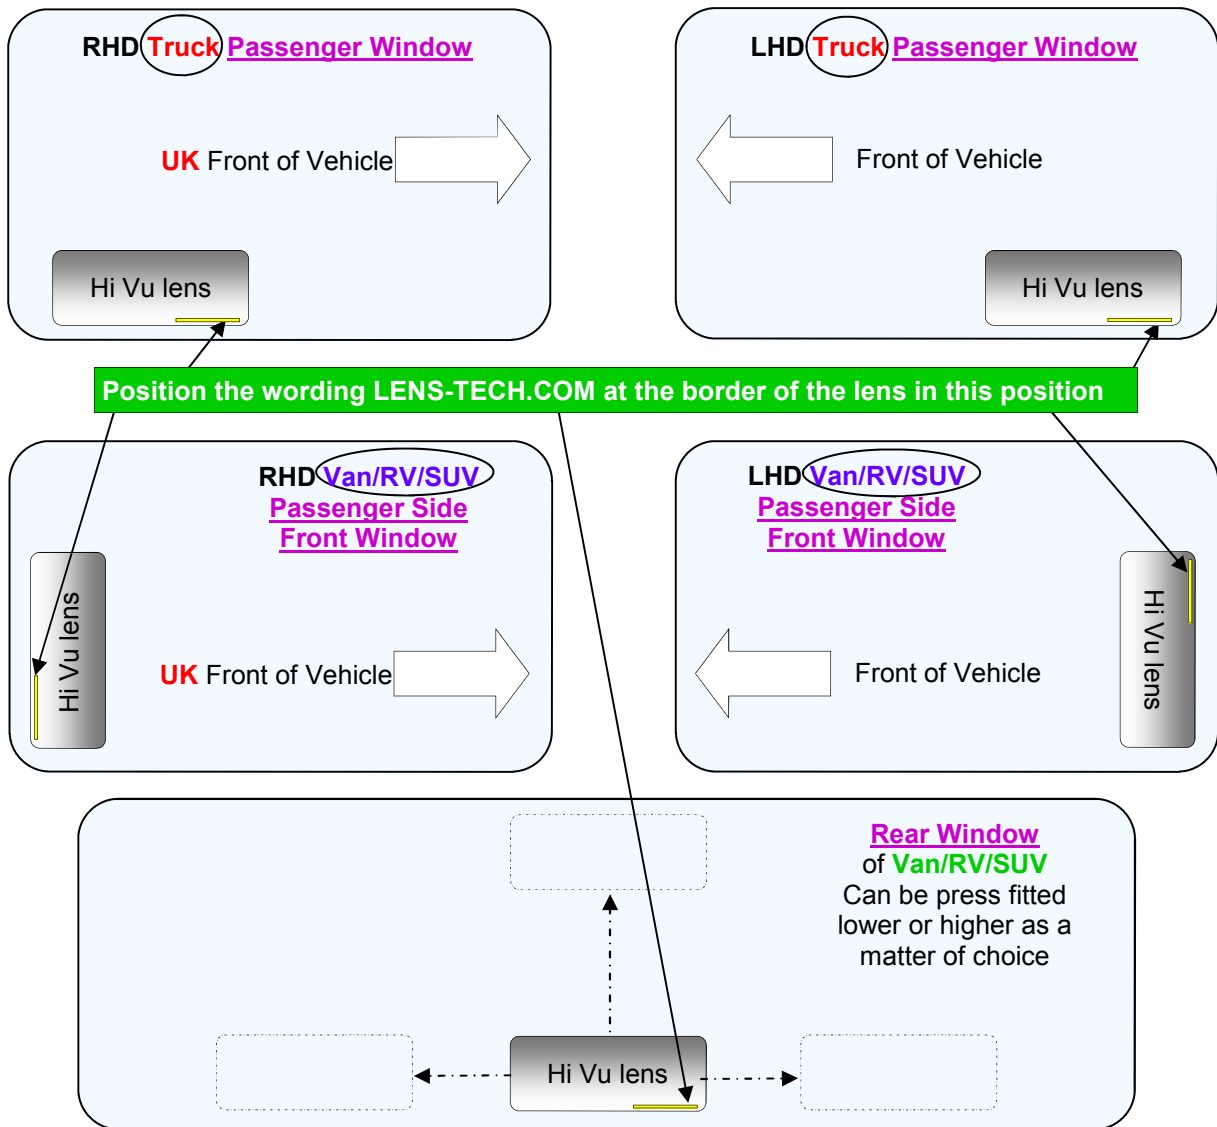 RHD Truck Passenger Window
UK Front of Vehicle
Hi Vu lens
LHD Truck Passenger Window
Front of Vehicle
Hi Vu lens
Position the wording LENS-TECH.COM at the border of the lens in this position
RHD Van/RV/SUV
Passenger Side
Front Window
Hi Vu lens
UK Front of Vehicle
LHD Van/RV/SUV
Passenger Side
Front Window
Front of Vehicle
Hi Vu lens
Rear Window
of Van/RV/SUV
Can be press fitted
lower or higher as a
matter of choice
Hi Vu lens